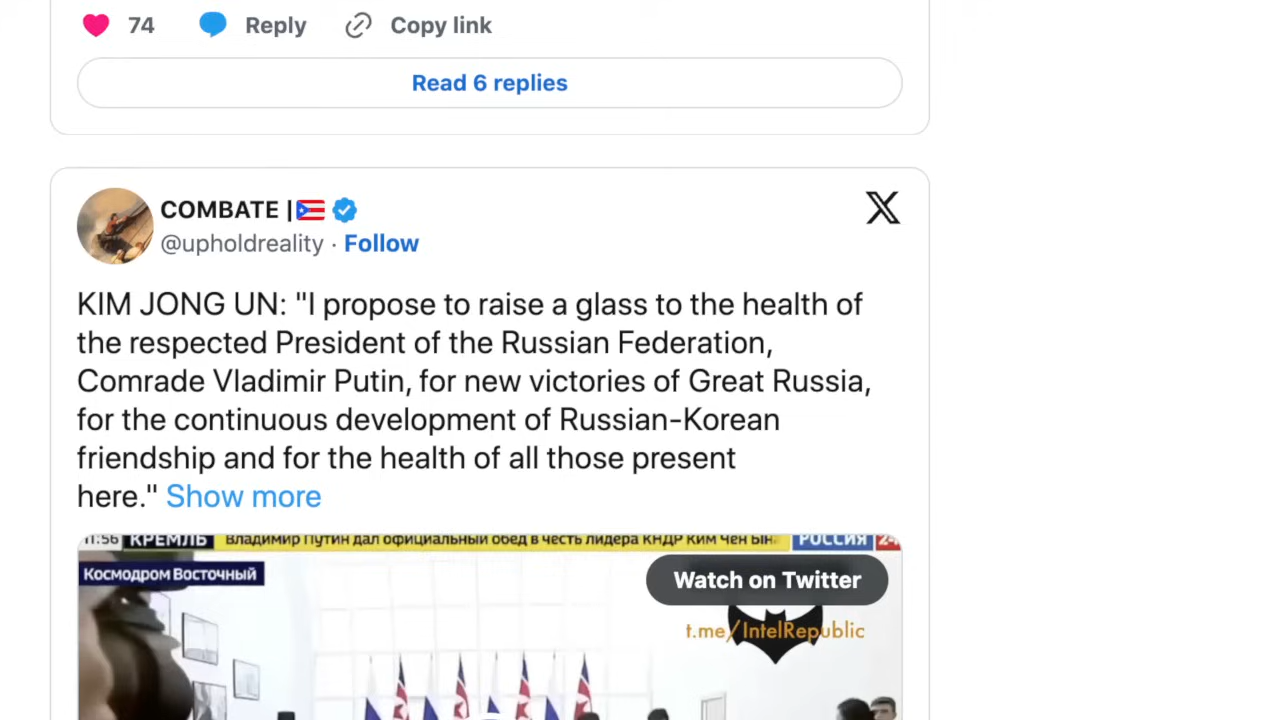 74 Reply Copy link
Read 6 replies
COMBATE |
@upholdreality · Follow
KIM JONG UN: "I propose to raise a glass to the health of
the respected President of the Russian Federation,
Comrade Vladimir Putin, for new victories of Great Russia,
for the continuous development of Russian-Korean
friendship and for the health of all those present
here." Show more
11:56 КРЕМЛЬ Владимир Путин дал официальный обед в честь лидера КНДР Ким Чен Ына РОССИЯ 24
Космодром Восточный
Watch on Twitter
t.me/IntelRepublic